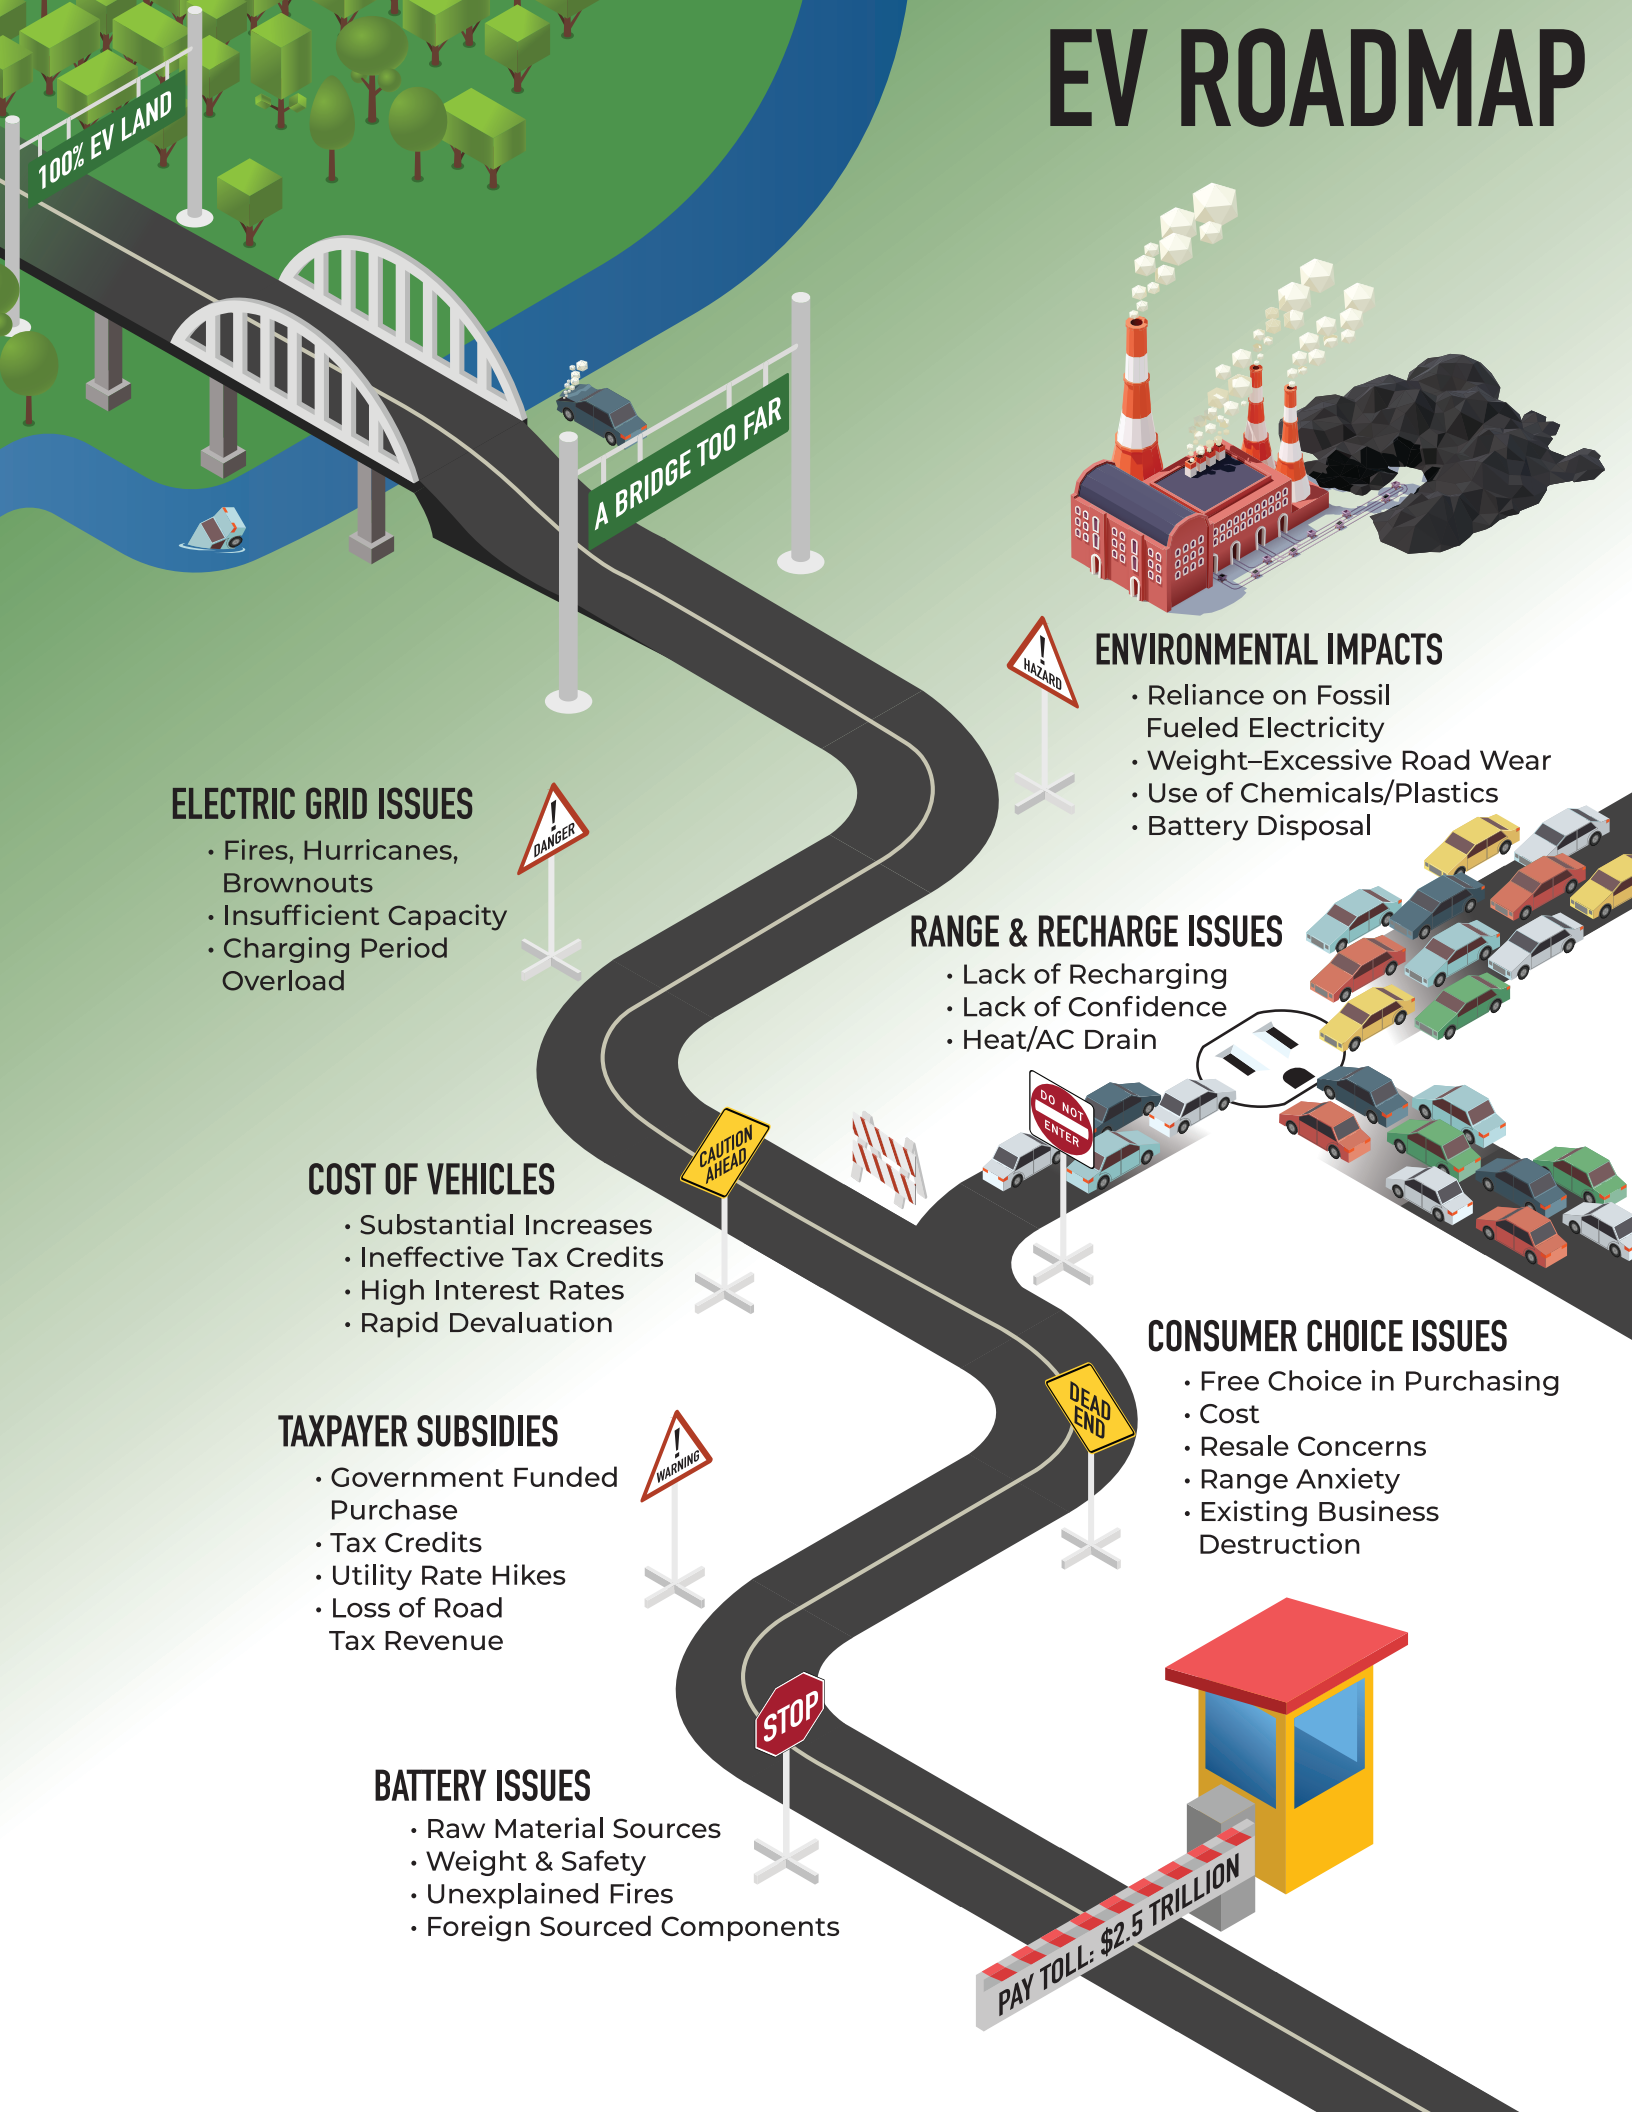 EV ROADMAP
100% EV LAND
A BRIDGE TOO FAR
!
HAZARD
ENVIRONMENTAL IMPACTS
• Reliance on Fossil
Fueled Electricity
• Weight–Excessive Road Wear
• Use of Chemicals/Plastics
• Battery Disposal
ELECTRIC GRID ISSUES
• Fires, Hurricanes,
Brownouts
• Insufficient Capacity
• Charging Period
Overload
!
DANGER
RANGE & RECHARGE ISSUES
• Lack of Recharging
• Lack of Confidence
• Heat/AC Drain
DO NOT
ENTER
CAUTION
AHEAD
COST OF VEHICLES
• Substantial Increases
• Ineffective Tax Credits
• High Interest Rates
• Rapid Devaluation
CONSUMER CHOICE ISSUES
• Free Choice in Purchasing
• Cost
• Resale Concerns
• Range Anxiety
• Existing Business
Destruction
DEAD
END
TAXPAYER SUBSIDIES
• Government Funded
Purchase
• Tax Credits
• Utility Rate Hikes
• Loss of Road
Tax Revenue
!
WARNING
STOP
BATTERY ISSUES
• Raw Material Sources
• Weight & Safety
• Unexplained Fires
• Foreign Sourced Components
PAY TOLL: $2.5 TRILLION